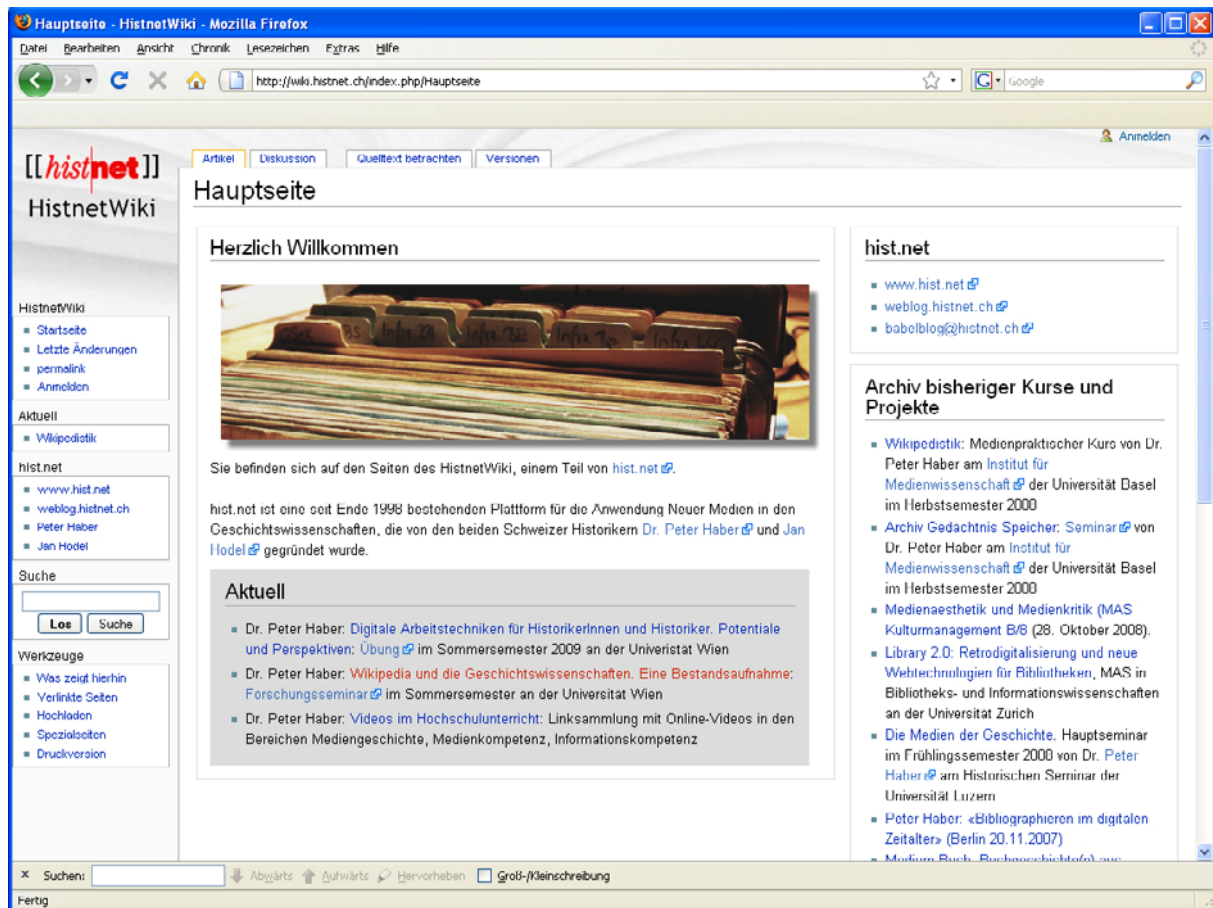 Hauptseite - HistnetWiki - Mozilla Firefox
Datei Bearbeiten Ansicht Chronik Lesezeichen Extras Hilfe
http://wiki.histnet.ch/index.php/Hauptseite
Google
Anmelden
[[histnet]]
HistnetWiki
Artikel Diskussion Quelltext betrachten Versionen
Hauptseite
HistnetWiki
Startseite
Letzte Änderungen
permalink
Anmelden
Aktuell
Wikipedistik
hist.net
www.hist.net
weblog.histnet.ch
Peter Haber
Jan Hodel
Suche
Los Suche
Werkzeuge
Was zeigt hierhin
Verlinkte Seiten
Hochladen
Spezialseiten
Druckversion
Herzlich Willkommen
BS Infra ZH Infra BE Infra
Sie befinden sich auf den Seiten des HistnetWiki, einem Teil von hist.net.
hist.net ist eine seit Ende 1998 bestehenden Plattform für die Anwendung Neuer Medien in den
Geschichtswissenschaften, die von den beiden Schweizer Historikern Dr. Peter Haber und Jan
Hodel gegründet wurde.
Aktuell
Dr. Peter Haber: Digitale Arbeitstechniken für HistorikerInnen und Historiker. Potentiale
und Perspektiven: Übung im Sommersemester 2009 an der Univeristat Wien
Dr. Peter Haber: Wikipedia und die Geschichtswissenschaften. Eine Bestandsaufnahme:
Forschungsseminar im Sommersemester an der Universitat Wien
Dr. Peter Haber: Videos im Hochschulunterricht: Linksammlung mit Online-Videos in den
Bereichen Mediengeschichte, Medienkompetenz, Informationskompetenz
hist.net
www.hist.net
weblog.histnet.ch
babelblog@histnet.ch
Archiv bisheriger Kurse und
Projekte
Wikipedistik: Medienpraktischer Kurs von Dr.
Peter Haber am Institut für
Medienwissenschaft der Universität Basel
im Herbstsemester 2008
Archiv Gedächtnis Speicher: Seminar von
Dr. Peter Haber am Institut für
Medienwissenschaft der Universität Basel
im Herbstsemester 2008
Medienaesthetik und Medienkritik (MAS
Kulturmanagement B/8 (28. Oktober 2008).
Library 2.0: Retrodigitalisierung und neue
Webtechnologien für Bibliotheken, MAS in
Bibliotheks- und Informationswissenschaften
an der Universitat Zurich
Die Medien der Geschichte. Hauptseminar
im Frühlingssemester 2008 von Dr. Peter
Haber am Historischen Seminar der
Universität Luzern
Peter Haber: «Bibliographieren im digitalen
Zeitalter» (Berlin 20.11.2007)
Medium Buch. Buchgeschichte(n) aus
Suchen: Abwärts Aufwärts Hervorheben Groß-/Kleinschreibung
Fertig